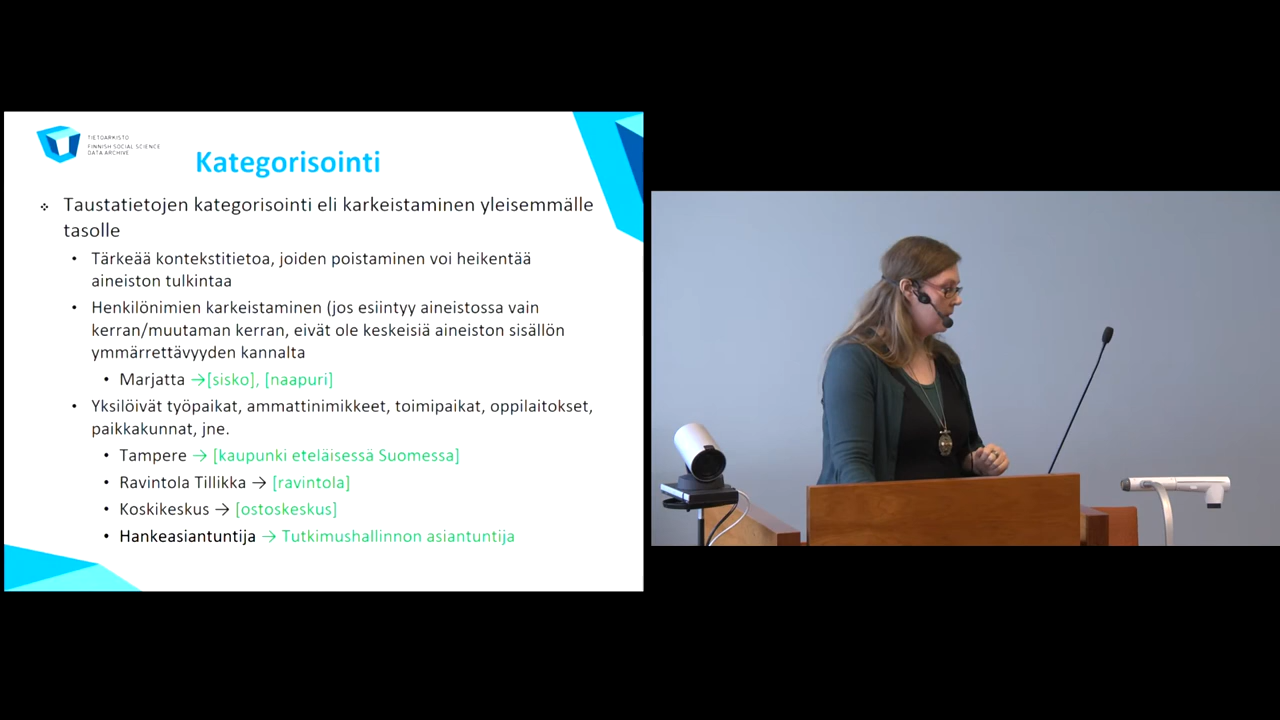 TIETOARKISTO
FINNISH SOCIAL SCIENCE
DATA ARCHIVE
Kategorisointi
Taustatietojen kategorisointi eli karkeistaminen yleisemmälle
tasolle
• Tärkeää kontekstitietoa, joiden poistaminen voi heikentää
aineiston tulkintaa
• Henkilönimien karkeistaminen (jos esiintyy aineistossa vain
kerran/muutaman kerran, eivät ole keskeisiä aineiston sisällön
ymmärrettävyyden kannalta
• Marjatta →[sisko], [naapuri]
• Yksilöivät työpaikat, ammattinimikkeet, toimipaikat, oppilaitokset,
paikkakunnat, jne.
• Tampere → [kaupunki eteläisessä Suomessa]
• Ravintola Tillikka → [ravintola]
• Koskikeskus → [ostoskeskus]
• Hankeasiantuntija → Tutkimushallinnon asiantuntija